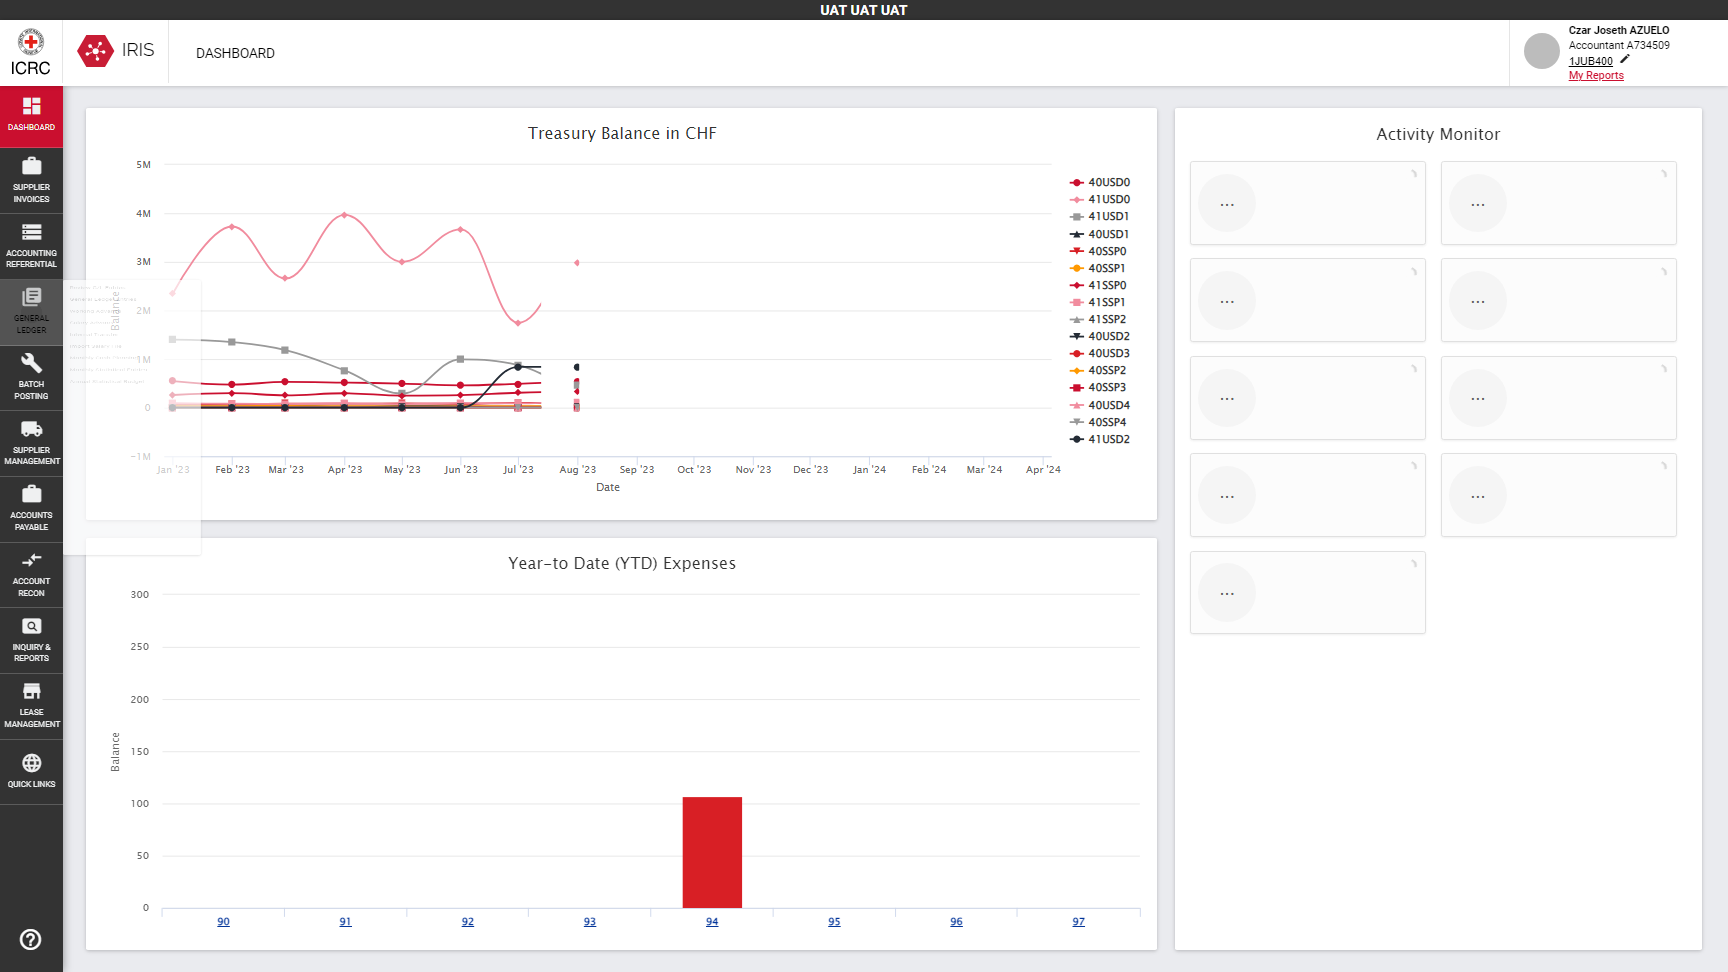 UAT UAT UAT
ICRC
IRIS
DASHBOARD
Czar Joseth AZUELO
Accountant A734509
1JUB400
My Reports
DASHBOARD
SUPPLIER
INVOICES
ACCOUNTING
REFERENTIAL
GENERAL
LEDGER
BATCH
POSTING
SUPPLIER
MANAGEMENT
ACCOUNTS
PAYABLE
ACCOUNT
RECON
INQUIRY &
REPORTS
LEASE
MANAGEMENT
QUICK LINKS
Treasury Balance in CHF
5M
4M
3M
2M
1M
0
-1M
Balance
Jan '23
Feb '23
Mar '23
Apr '23
May '23
Jun '23
Jul '23
Aug '23
Sep '23
Oct '23
Nov '23
Dec '23
Jan '24
Feb '24
Mar '24
Apr '24
Date
40USD0
41USD0
41USD1
40USD1
40SSP0
40SSP1
41SSP0
41SSP1
41SSP2
40USD2
40USD3
40SSP2
40SSP3
40USD4
40SSP4
41USD2
Year-to Date (YTD) Expenses
300
250
200
150
100
50
0
Balance
90
91
92
93
94
95
96
97
Activity Monitor
...
...
...
...
...
...
...
...
...